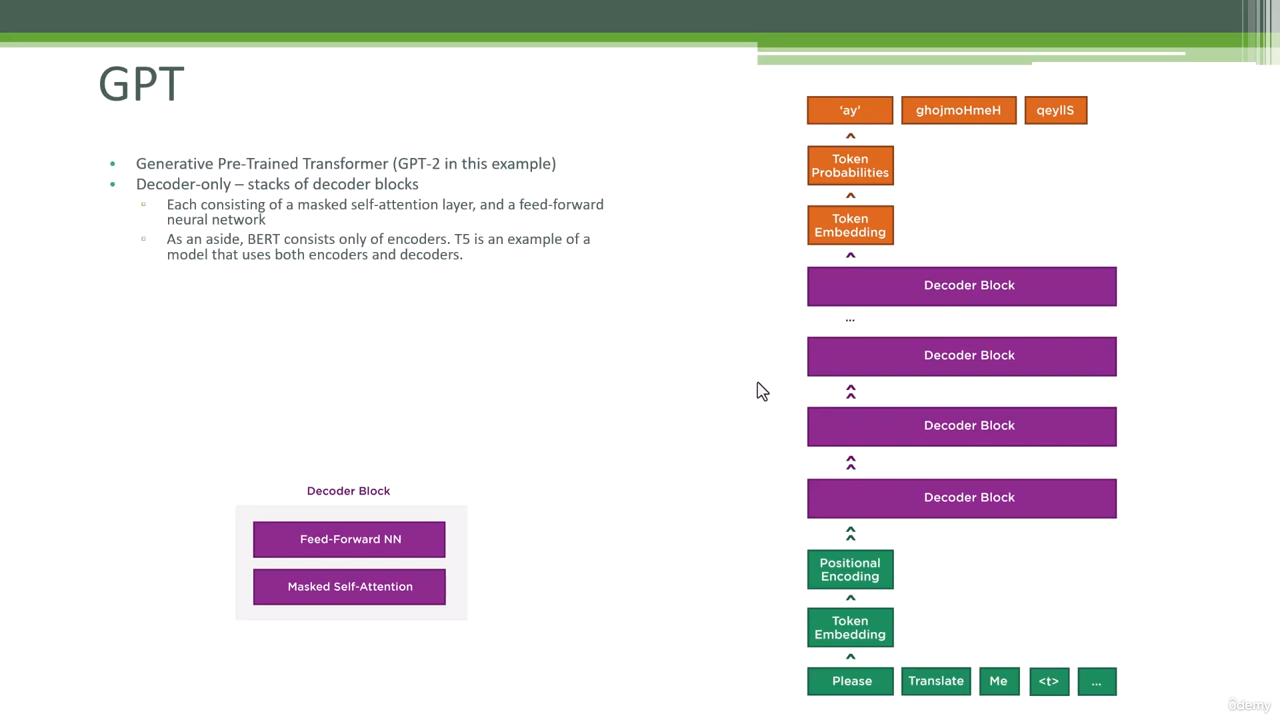 GPT
• Generative Pre-Trained Transformer (GPT-2 in this example)
• Decoder-only – stacks of decoder blocks
▫ Each consisting of a masked self-attention layer, and a feed-forward
neural network
▫ As an aside, BERT consists only of encoders. T5 is an example of a
model that uses both encoders and decoders.
Decoder Block
Feed-Forward NN
Masked Self-Attention
‘ay’ ghojmoHmeH qeylIS
Token
Probabilities
Token
Embedding
Decoder Block
...
Decoder Block
Decoder Block
Decoder Block
Positional
Encoding
Token
Embedding
Please Translate Me <t> ...
ûdemy